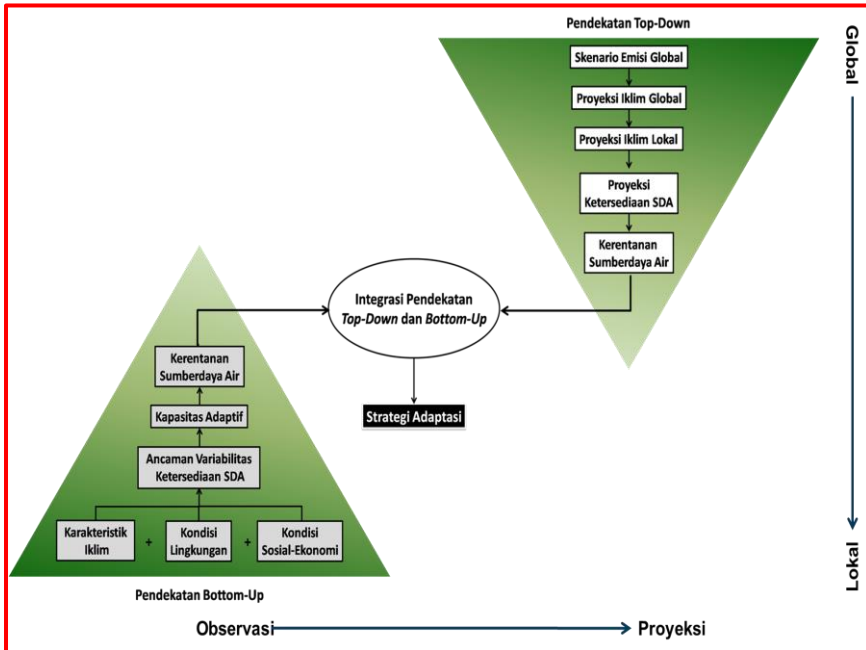 Pendekatan Top-Down
Skenario Emisi Global
Proyeksi Iklim Global
Proyeksi Iklim Lokal
Proyeksi
Ketersediaan SDA
Kerentanan
Sumberdaya Air
Global
Lokal
Integrasi Pendekatan
Top-Down dan Bottom-Up
Strategi Adaptasi
Kerentanan
Sumberdaya Air
Kapasitas Adaptif
Ancaman Variabilitas
Ketersediaan SDA
Karakteristik
Iklim
+
Kondisi
Lingkungan
+
Kondisi
Sosial-Ekonomi
Pendekatan Bottom-Up
Observasi
Proyeksi